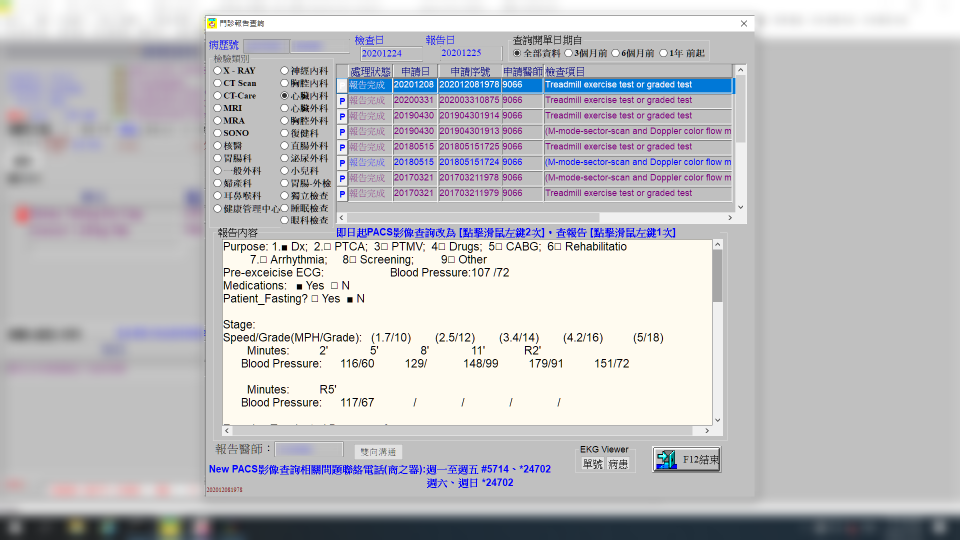 門診報告查詢
病歷號 檢查日 報告日 查詢開單日期自
20201224 20201225 全部資料 3個月前 6個月前 1年 前起
檢驗類別
X - RAY 神經內科
CT Scan 胸腔內科
CT-Care 心臟內科
MRI 心臟外科
MRA 胸腔外科
SONO 復健科
核醫 直腸外科
胃腸科 泌尿外科
一般外科 小兒科
婦產科 胃腸-外檢
耳鼻喉科 獨立檢查
健康管理中心 睡眠檢查
眼科檢查
處理狀態 申請日 申請序號 申請醫師 檢查項目
報告完成 20201208 202012081978 9066 Treadmill exercise test or graded test
P 報告完成 20200331 202003310875 9066 Treadmill exercise test or graded test
P 報告完成 20190430 201904301914 9066 Treadmill exercise test or graded test
P 報告完成 20190430 201904301913 9066 (M-mode-sector-scan and Doppler color flow m
P 報告完成 20180515 201805151725 9066 Treadmill exercise test or graded test
P 報告完成 20180515 201805151724 9066 (M-mode-sector-scan and Doppler color flow m
P 報告完成 20170321 201703211978 9066 (M-mode-sector-scan and Doppler color flow m
P 報告完成 20170321 201703211979 9066 Treadmill exercise test or graded test
報告內容 即日起PACS影像查詢改為 [點擊滑鼠左鍵2次]，查報告 [點擊滑鼠左鍵1次]
Purpose: 1.■ Dx; 2.□ PTCA; 3□ PTMV; 4□ Drugs; 5□ CABG; 6□ Rehabilitatio
7.□ Arrhythmia; 8□ Screening; 9□ Other
Pre-exceicise ECG: Blood Pressure:107 /72
Medications: ■ Yes □ N
Patient_Fasting? □ Yes ■ N
Stage:
Speed/Grade(MPH/Grade): (1.7/10) (2.5/12) (3.4/14) (4.2/16) (5/18)
Minutes: 2' 5' 8' 11' R2'
Blood Pressure: 116/60 129/ 148/99 179/91 151/72
Minutes: R5'
Blood Pressure: 117/67 / / / /
報告醫師： 雙向溝通 EKG Viewer
單號 病患 F12結束
New PACS影像查詢相關問題聯絡電話(商之器):週一至週五 #5714、*24702
週六、週日 *24702
202012081978